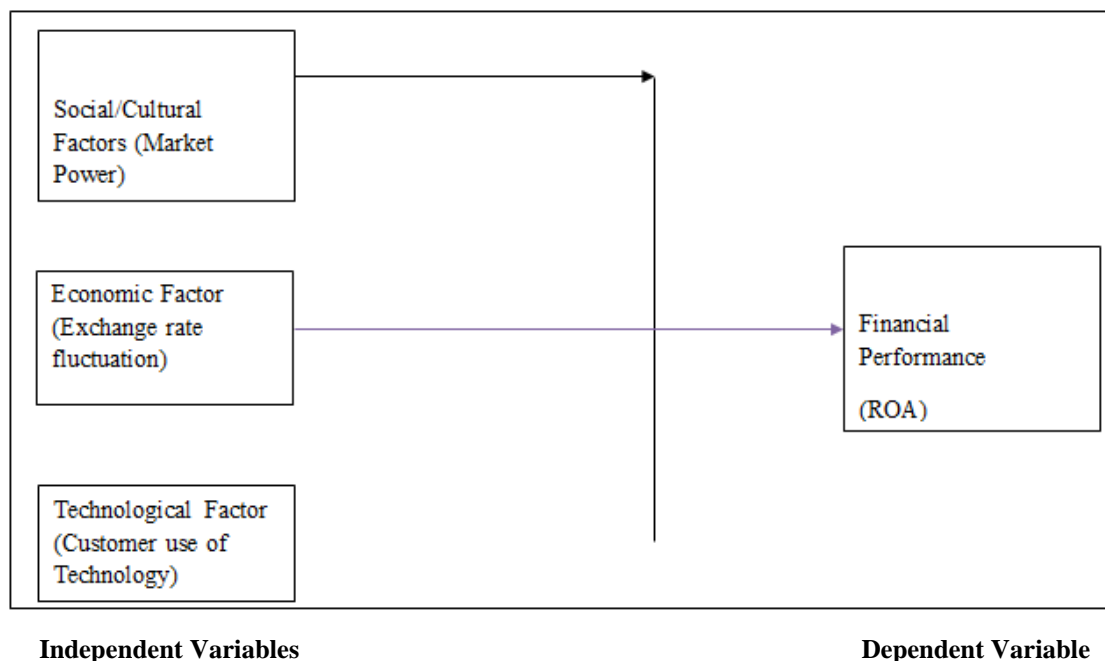 Social/Cultural
Factors (Market
Power)
Economic Factor
(Exchange rate
fluctuation)
Financial
Performance
(ROA)
Technological Factor
(Customer use of
Technology)
Independent Variables
Dependent Variable